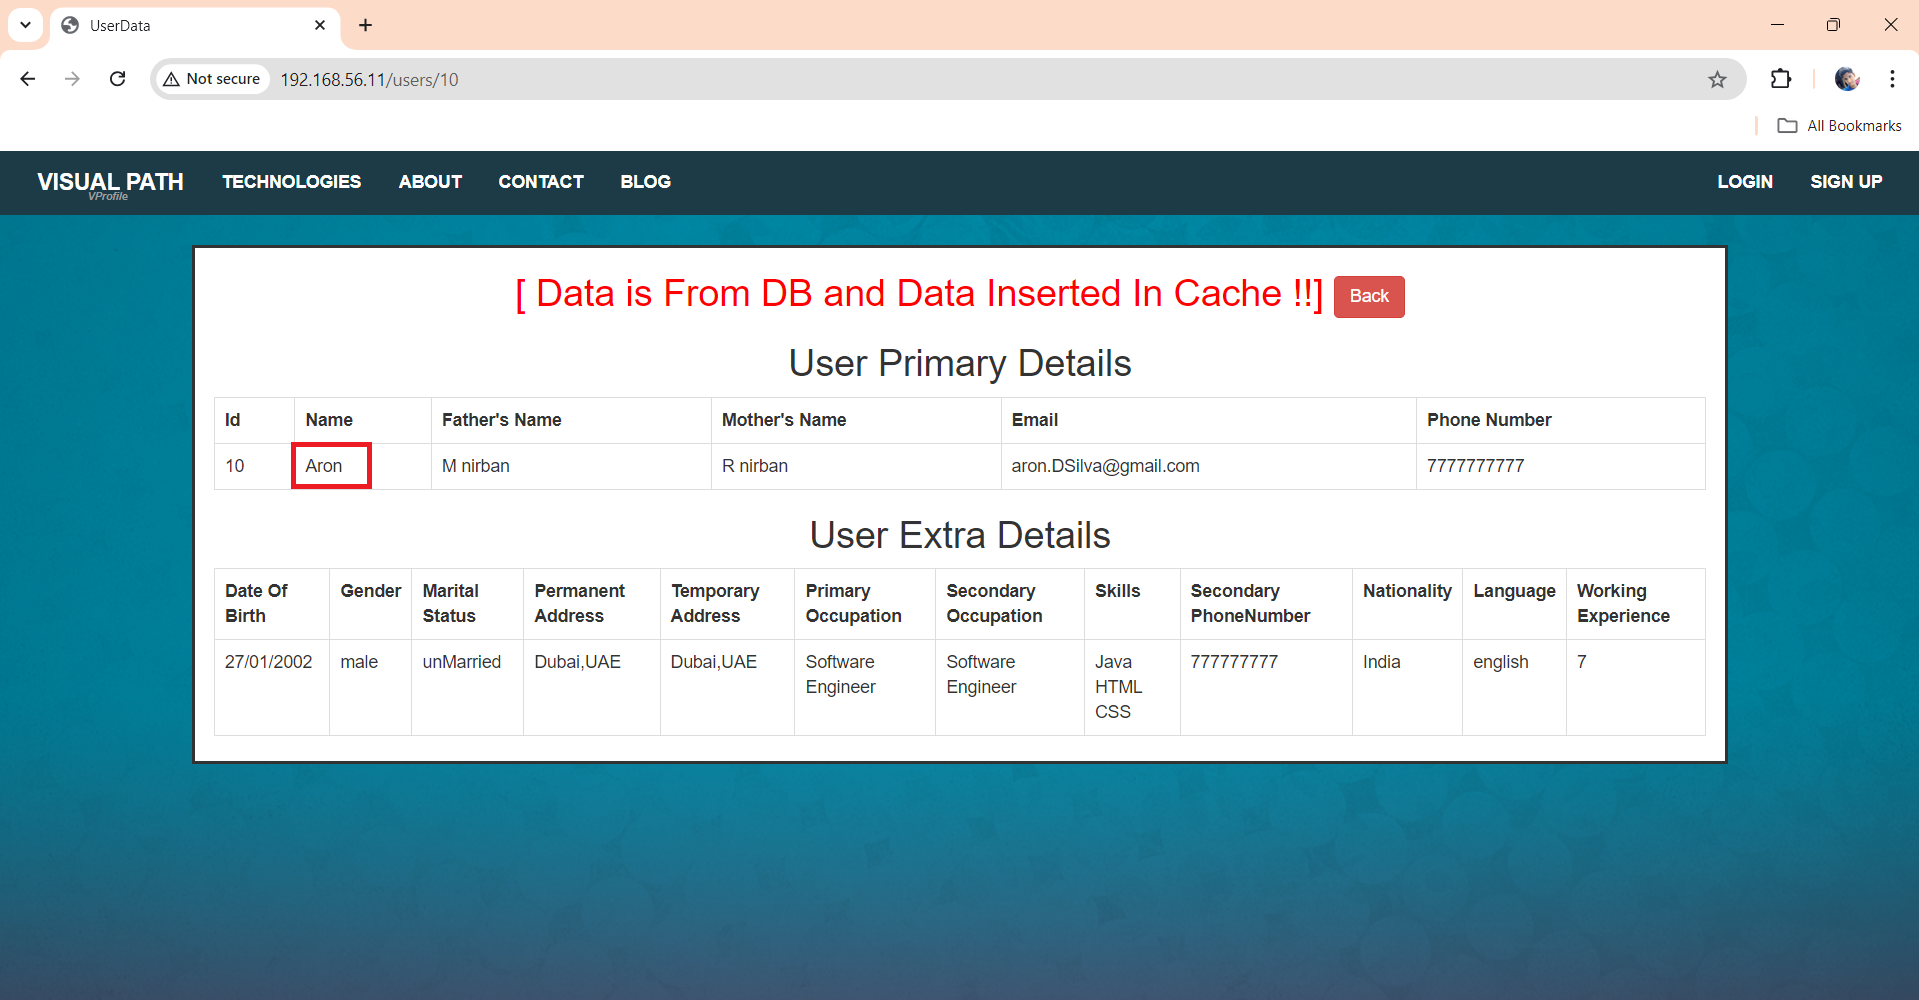 UserData
Not secure 192.168.56.11/users/10
All Bookmarks
VISUAL PATH TECHNOLOGIES ABOUT CONTACT BLOG LOGIN SIGN UP
VProfile
[ Data is From DB and Data Inserted In Cache !!] Back
User Primary Details
Id Name Father's Name Mother's Name Email Phone Number
10 Aron M nirban R nirban aron.DSilva@gmail.com 7777777777
User Extra Details
Date Of Birth Gender Marital Status Permanent Address Temporary Address Primary Occupation Secondary Occupation Skills Secondary PhoneNumber Nationality Language Working Experience
27/01/2002 male unMarried Dubai,UAE Dubai,UAE Software Engineer Software Engineer Java HTML CSS 777777777 India english 7